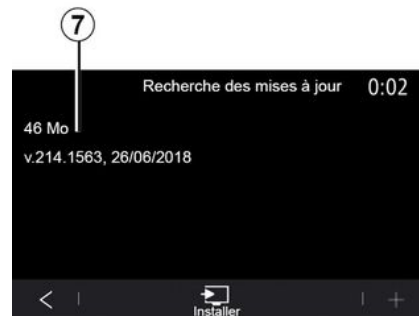 7
Recherche des mises à jour 0:02
46 Mo
v.214.1563, 26/06/2018
Installer